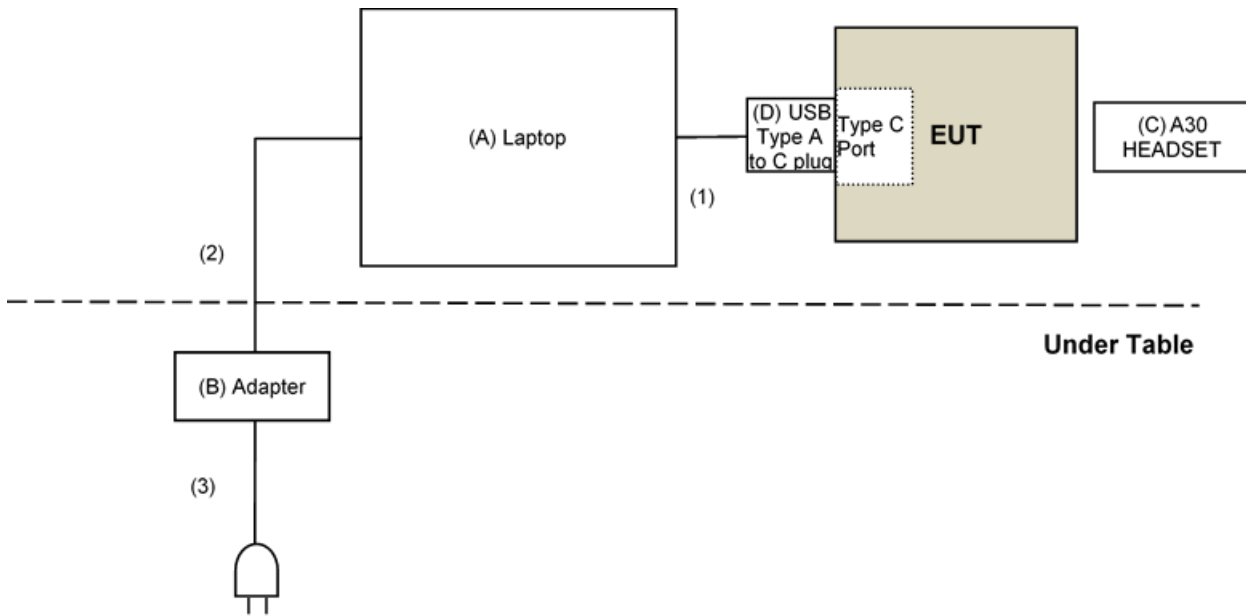 (A) Laptop
(D) USB
Type A
to C plug
Type C
Port
EUT
(C) A30
HEADSET
(1)
(2)
Under Table
(B) Adapter
(3)